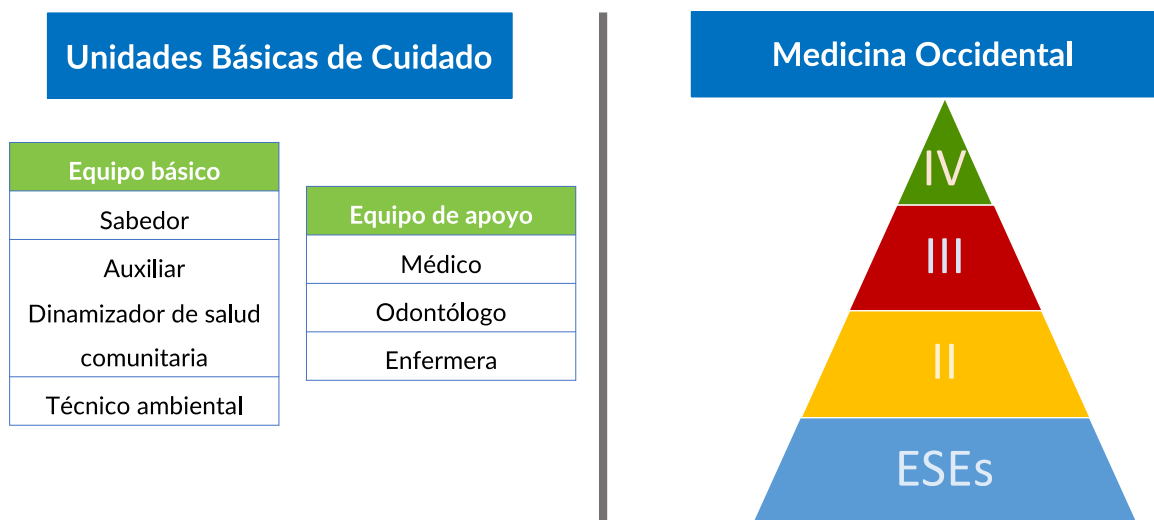 Unidades Básicas de Cuidado
Equipo básico
Sabedor
Auxiliar
Dinamizador de salud
comunitaria
Técnico ambiental
Equipo de apoyo
Médico
Odontólogo
Enfermera
Medicina Occidental
IV
III
II
ESEs